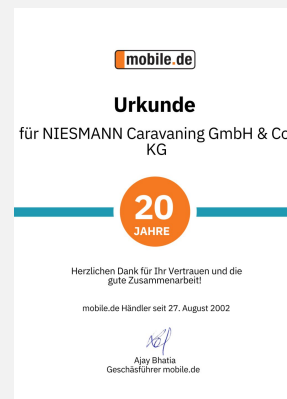 mobile.de
Urkunde
für NIESMANN Caravaning GmbH & Co
KG
20
JAHRE
Herzlichen Dank für Ihr Vertrauen und die
gute Zusammenarbeit!
mobile.de Händler seit 27. August 2002
Ajay Bhatia
Geschäsführer mobile.de